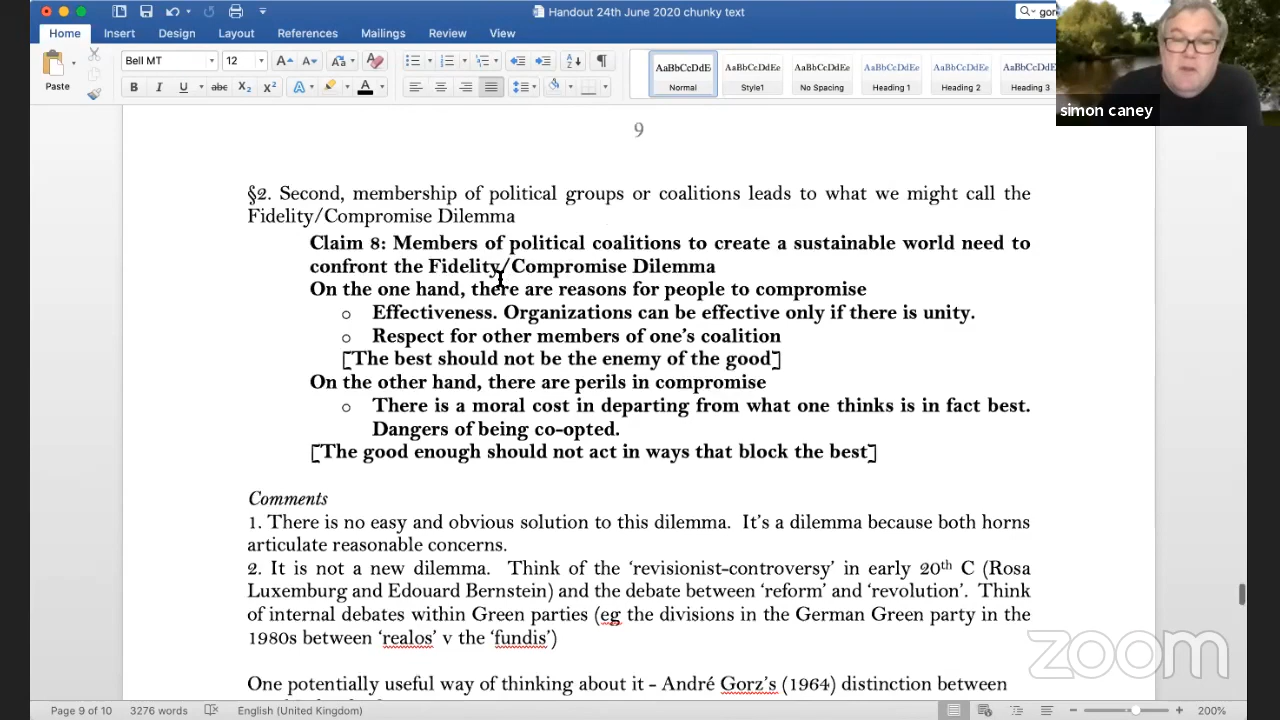 Handout 24th June 2020 chunky text
gor
Home Insert Design Layout References Mailings Review View
Paste
Bell MT 12
AaBbCcDdE AaBbCcDdEe AaBbCcDdEe AaBbCcDdEe AaBbCcDdEe AaBbCcDdEe
Normal Style1 No Spacing Heading 1 Heading 2 Heading 3
simon caney
9
§2. Second, membership of political groups or coalitions leads to what we might call the
Fidelity/Compromise Dilemma
Claim 8: Members of political coalitions to create a sustainable world need to
confront the Fidelity/Compromise Dilemma
On the one hand, there are reasons for people to compromise
Effectiveness. Organizations can be effective only if there is unity.
Respect for other members of one's coalition
[The best should not be the enemy of the good]
On the other hand, there are perils in compromise
There is a moral cost in departing from what one thinks is in fact best.
Dangers of being co-opted.
[The good enough should not act in ways that block the best]
Comments
1. There is no easy and obvious solution to this dilemma. It's a dilemma because both horns
articulate reasonable concerns.
2. It is not a new dilemma. Think of the 'revisionist-controversy' in early 20th C (Rosa
Luxemburg and Edouard Bernstein) and the debate between 'reform' and 'revolution'. Think
of internal debates within Green parties (eg the divisions in the German Green party in the
1980s between 'realos' v the 'fundis')
One potentially useful way of thinking about it - André Gorz's (1964) distinction between
zoom
Page 9 of 10 3276 words English (United Kingdom) 200%